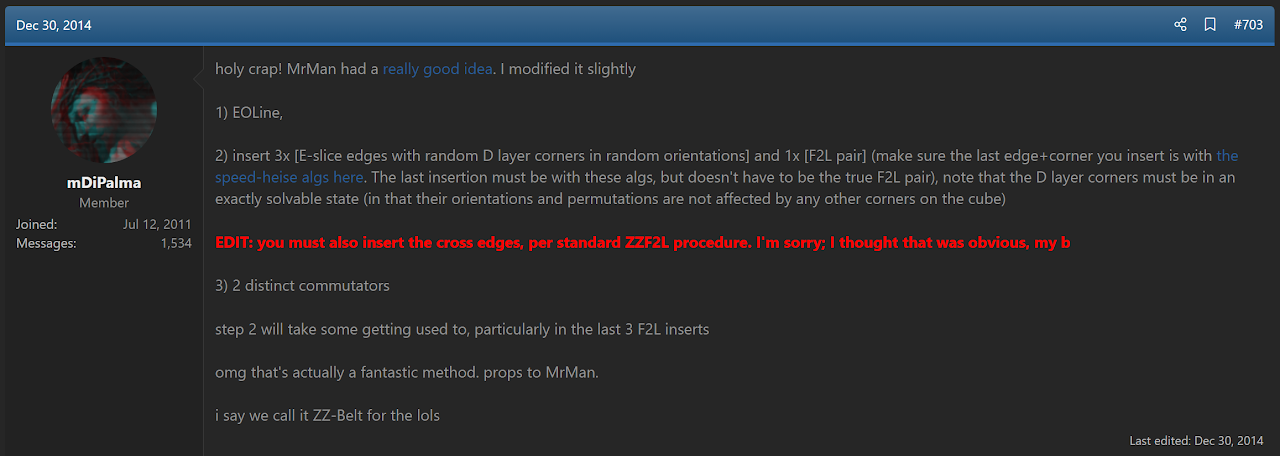 Dec 30, 2014
#703
holy crap! MrMan had a really good idea. I modified it slightly
1) EOLine,
2) insert 3x [E-slice edges with random D layer corners in random orientations] and 1x [F2L pair] (make sure the last edge+corner you insert is with the
speed-heise algs here. The last insertion must be with these algs, but doesn't have to be the true F2L pair), note that the D layer corners must be in an
exactly solvable state (in that their orientations and permutations are not affected by any other corners on the cube)
EDIT: you must also insert the cross edges, per standard ZZF2L procedure. I'm sorry; I thought that was obvious, my b
3) 2 distinct commutators
step 2 will take some getting used to, particularly in the last 3 F2L inserts
omg that's actually a fantastic method. props to MrMan.
i say we call it ZZ-Belt for the lols
mDiPalma
Member
Joined: Jul 12, 2011
Messages: 1,534
Last edited: Dec 30, 2014